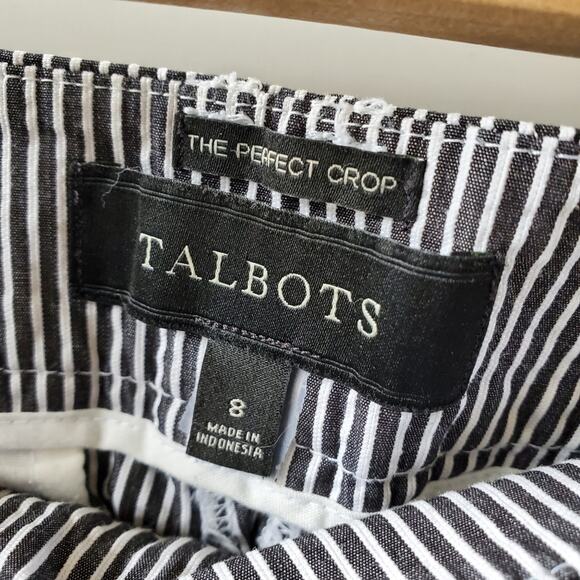 THE PERFECT CROP
TALBOTS
8
MADE IN
INDONESIA